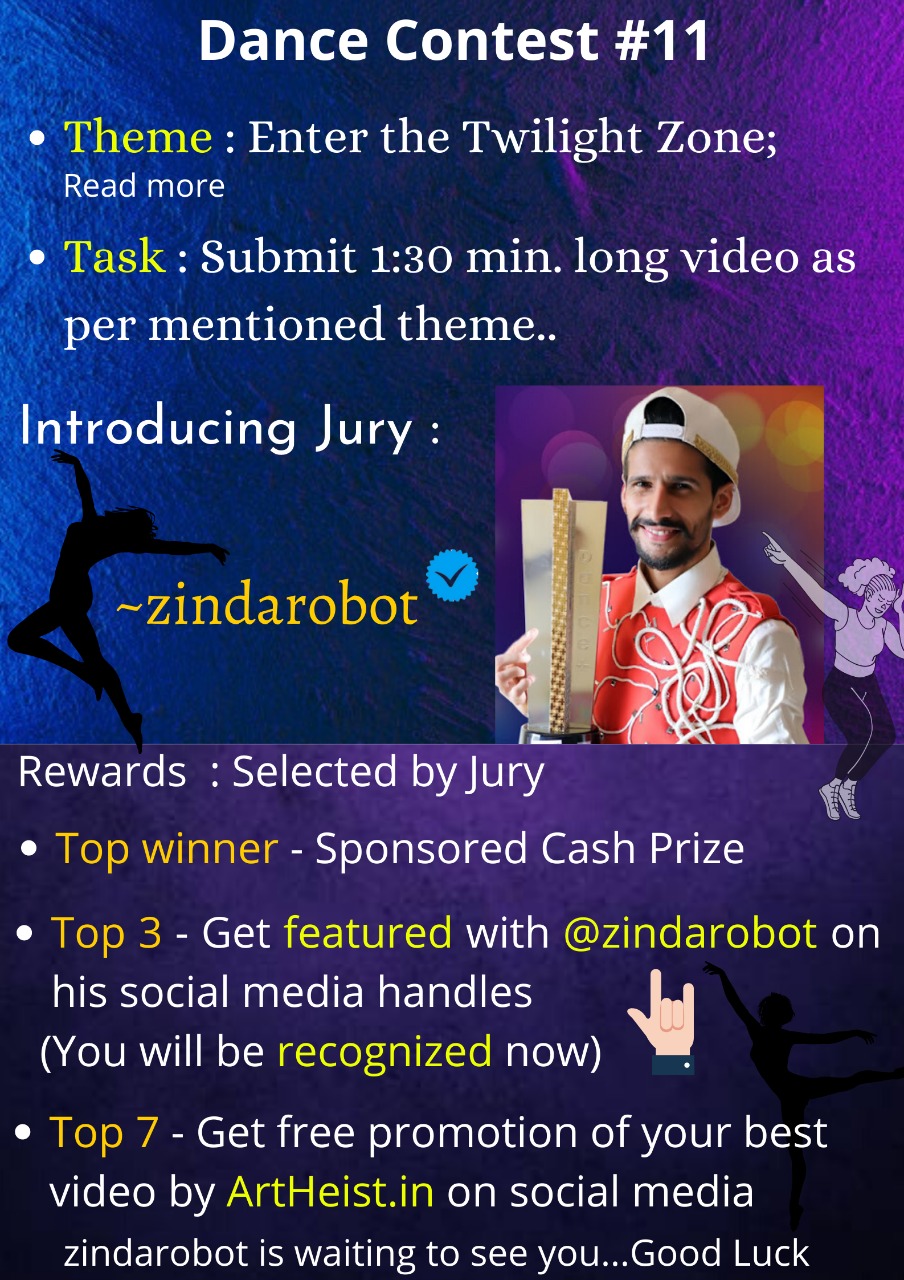 Dance Contest #11
• Theme : Enter the Twilight Zone;
Read more
• Task : Submit 1:30 min. long video as
per mentioned theme..
Introducing Jury :
~zindarobot
Rewards : Selected by Jury
• Top winner - Sponsored Cash Prize
• Top 3 - Get featured with @zindarobot on
his social media handles
(You will be recognized now)
• Top 7 - Get free promotion of your best
video by ArtHeist.in on social media
zindarobot is waiting to see you...Good Luck